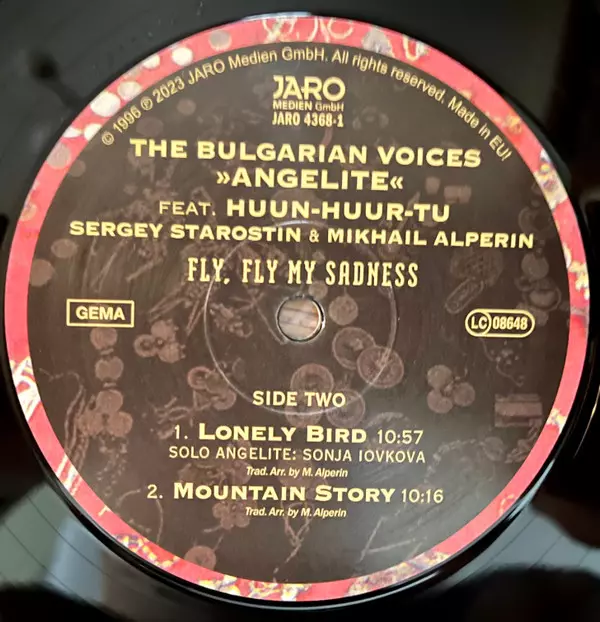 © 1996 ℗ 2023 JARO Medien GmbH. All rights reserved. Made in EU!
JARO
MEDIEN GmbH
JARO 4368-1
THE BULGARIAN VOICES
»ANGELITE«
FEAT. HUUN-HUUR-TU
SERGEY STAROSTIN & MIKHAIL ALPERIN
FLY, FLY MY SADNESS
GEMA
LC 08648
SIDE TWO
1. LONELY BIRD 10:57
SOLO ANGELITE: SONJA IOVKOVA
Trad. Arr. by M. Alperin
2. MOUNTAIN STORY 10:16
Trad. Arr. by M. Alperin